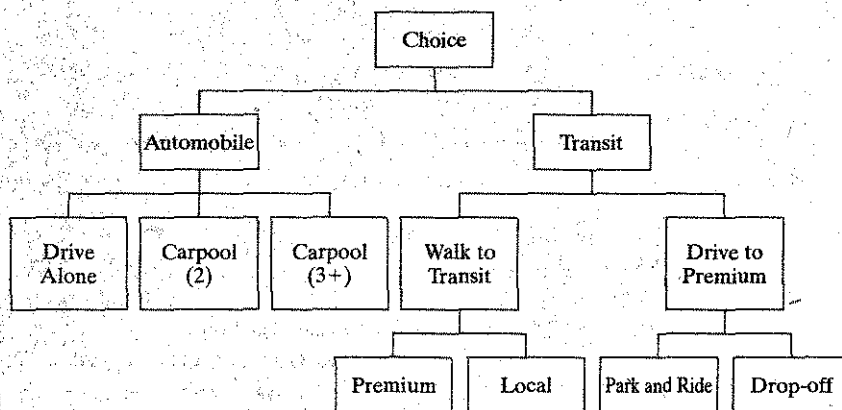 Choice
Automobile
Transit
Drive
Alone
Carpool
(2)
Carpool
(3+)
Walk to
Transit
Drive to
Premium
Premium
Local
Park and Ride
Drop-off